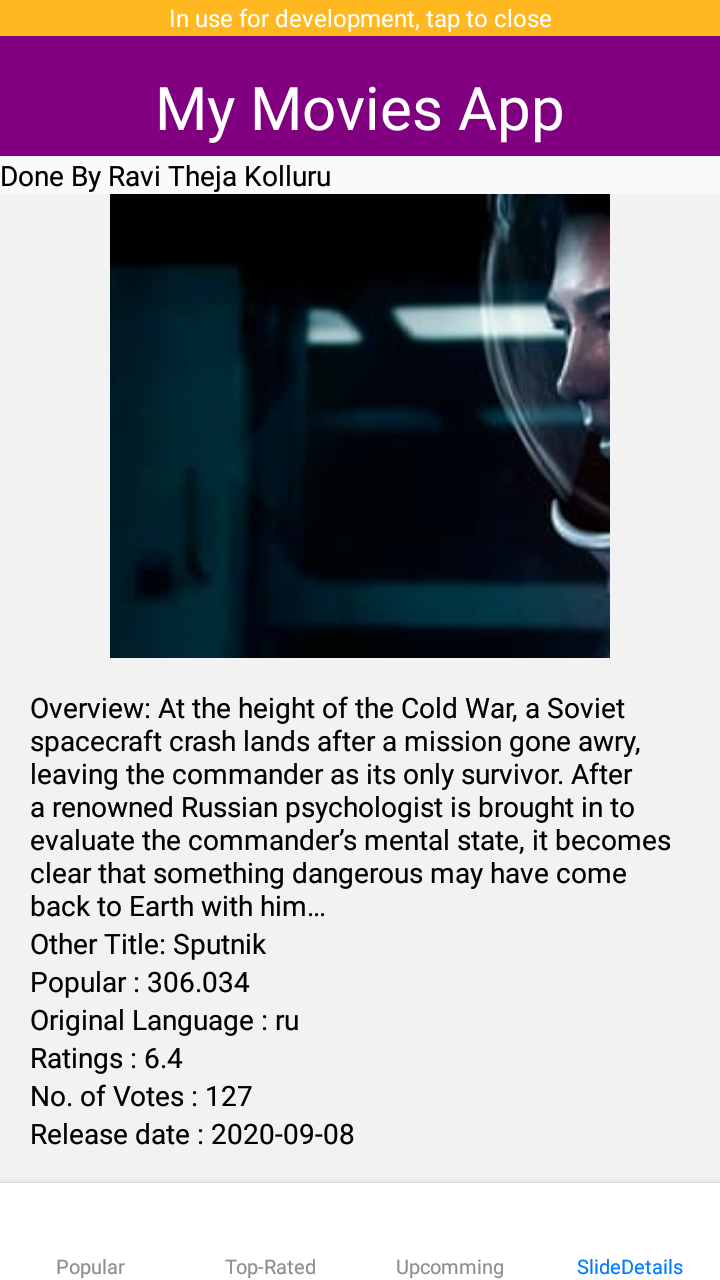 In use for development, tap to close
My Movies App
Done By Ravi Theja Kolluru
Overview: At the height of the Cold War, a Soviet
spacecraft crash lands after a mission gone awry,
leaving the commander as its only survivor. After
a renowned Russian psychologist is brought in to
evaluate the commander’s mental state, it becomes
clear that something dangerous may have come
back to Earth with him…
Other Title: Sputnik
Popular : 306.034
Original Language : ru
Ratings : 6.4
No. of Votes : 127
Release date : 2020-09-08
Popular
Top-Rated
Upcomming
SlideDetails